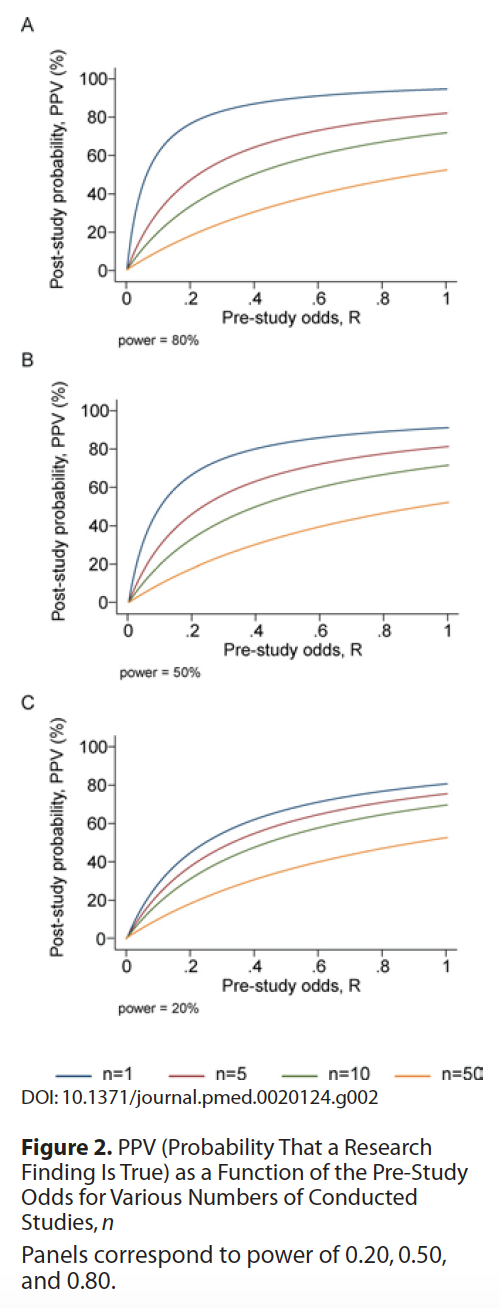 A
Post-study probability, PPV (%)
100
80
60
40
20
0
0 .2 .4 .6 .8 1
Pre-study odds, R
power = 80%
B
Post-study probability, PPV (%)
100
80
60
40
20
0
0 .2 .4 .6 .8 1
Pre-study odds, R
power = 50%
C
Post-study probability, PPV (%)
100
80
60
40
20
0
0 .2 .4 .6 .8 1
Pre-study odds, R
power = 20%
n=1 n=5 n=10 n=50
DOI: 10.1371/journal.pmed.0020124.g002
Figure 2. PPV (Probability That a Research
Finding Is True) as a Function of the Pre-Study
Odds for Various Numbers of Conducted
Studies, n
Panels correspond to power of 0.20, 0.50,
and 0.80.